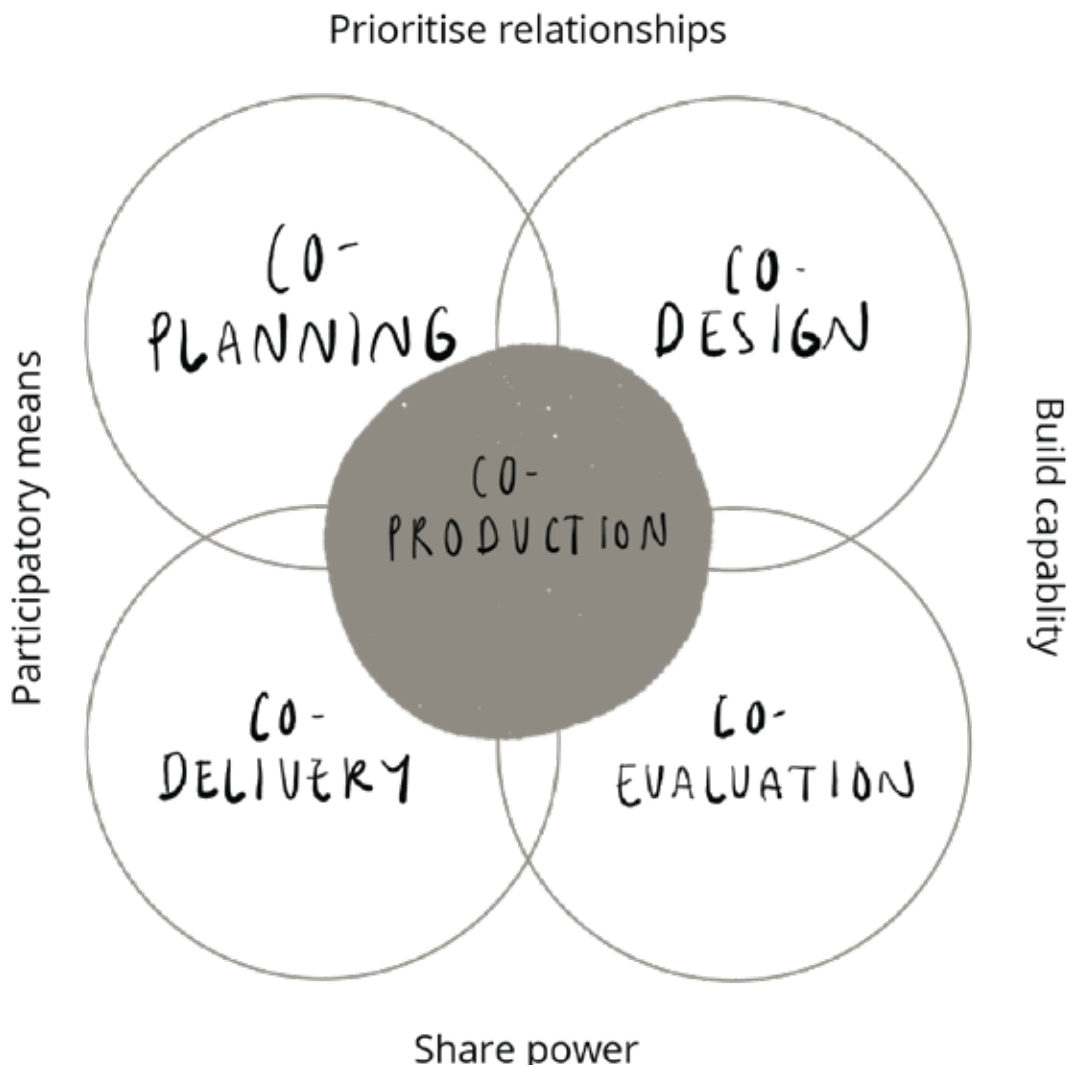 Prioritise relationships
CO-
PLANNING
CO-
DESIGN
Participatory means
CO-
PRODUCTION
Build capablity
CO-
DELIVERY
CO-
EVALUATION
Share power